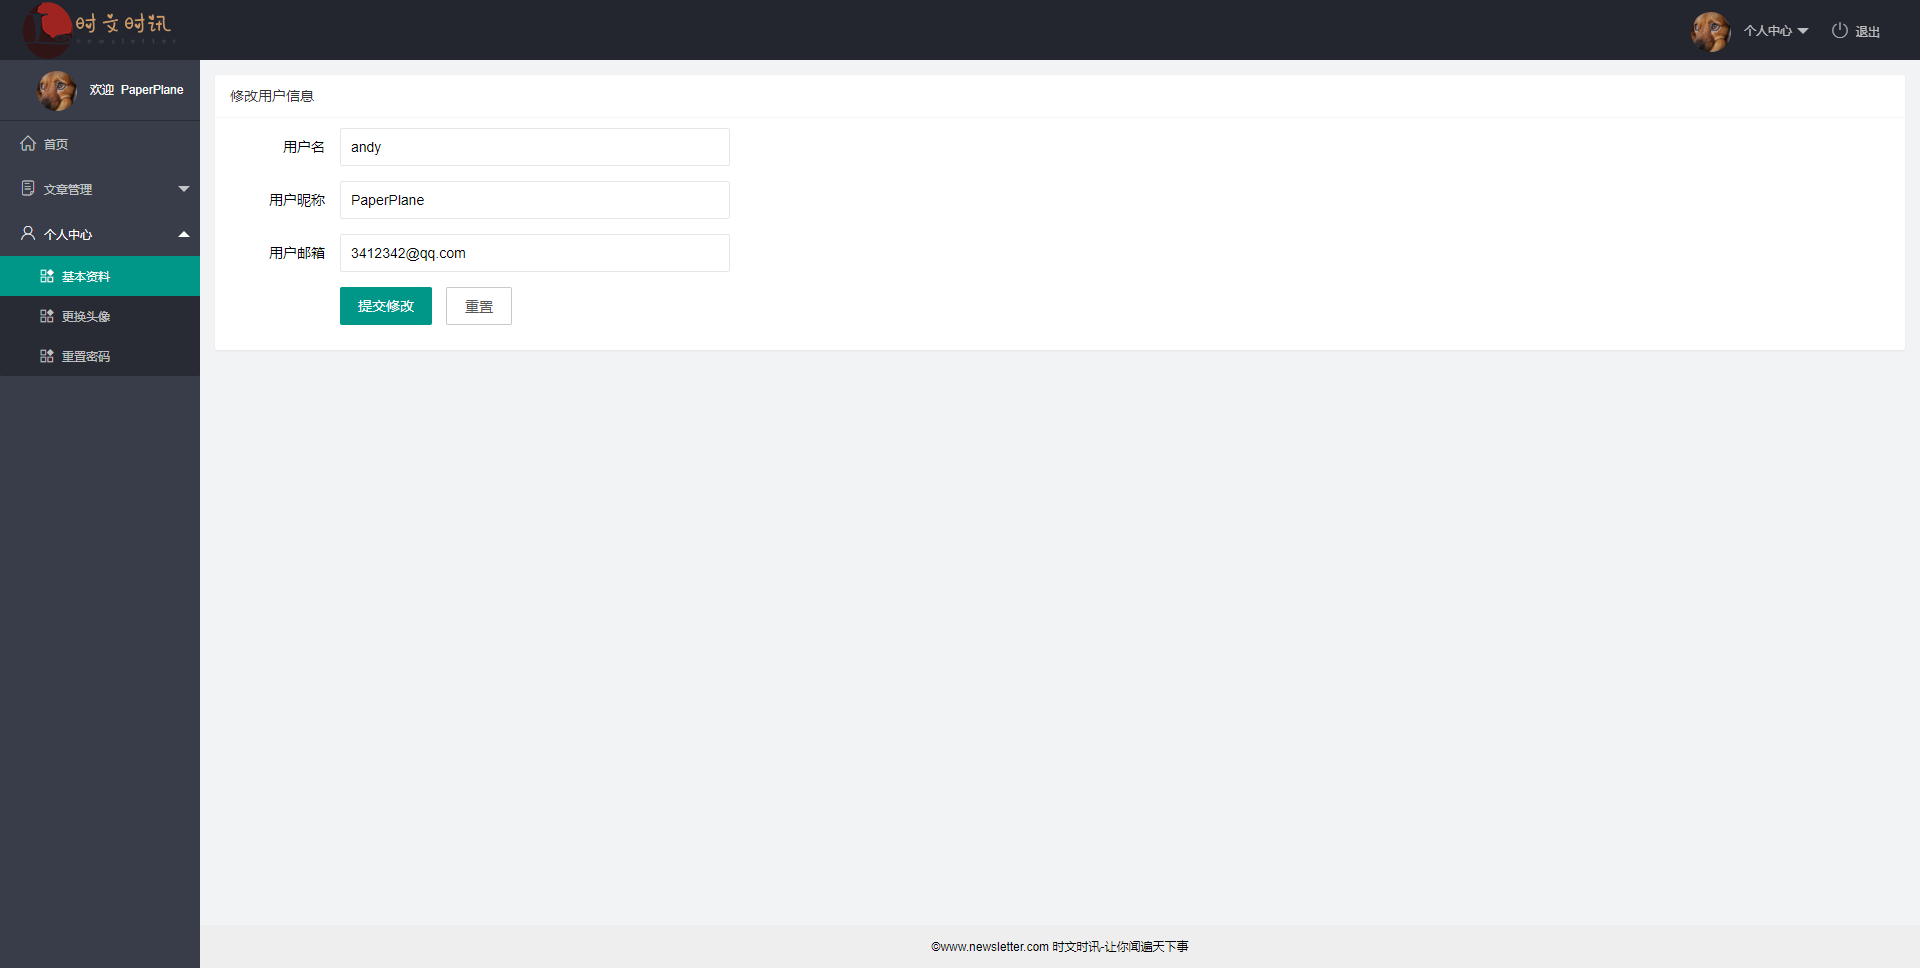 时文时讯
newsletter
个人中心
退出
欢迎 PaperPlane
首页
文章管理
个人中心
基本资料
更换头像
重置密码
修改用户信息
用户名 andy
用户昵称 PaperPlane
用户邮箱 3412342@qq.com
提交修改 重置
©www.newsletter.com 时文时讯-让你闻遍天下事